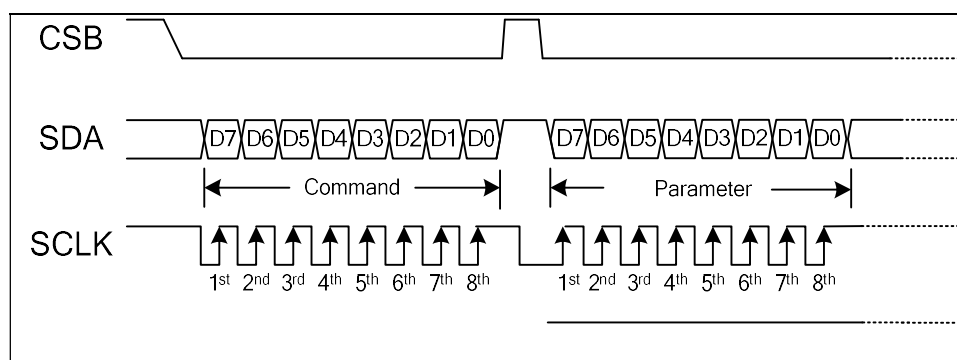 CSB
SDA D7 D6 D5 D4 D3 D2 D1 D0 D7 D6 D5 D4 D3 D2 D1 D0
Command Parameter
SCLK
1st 2nd 3rd 4th 5th 6th 7th 8th 1st 2nd 3rd 4th 5th 6th 7th 8th